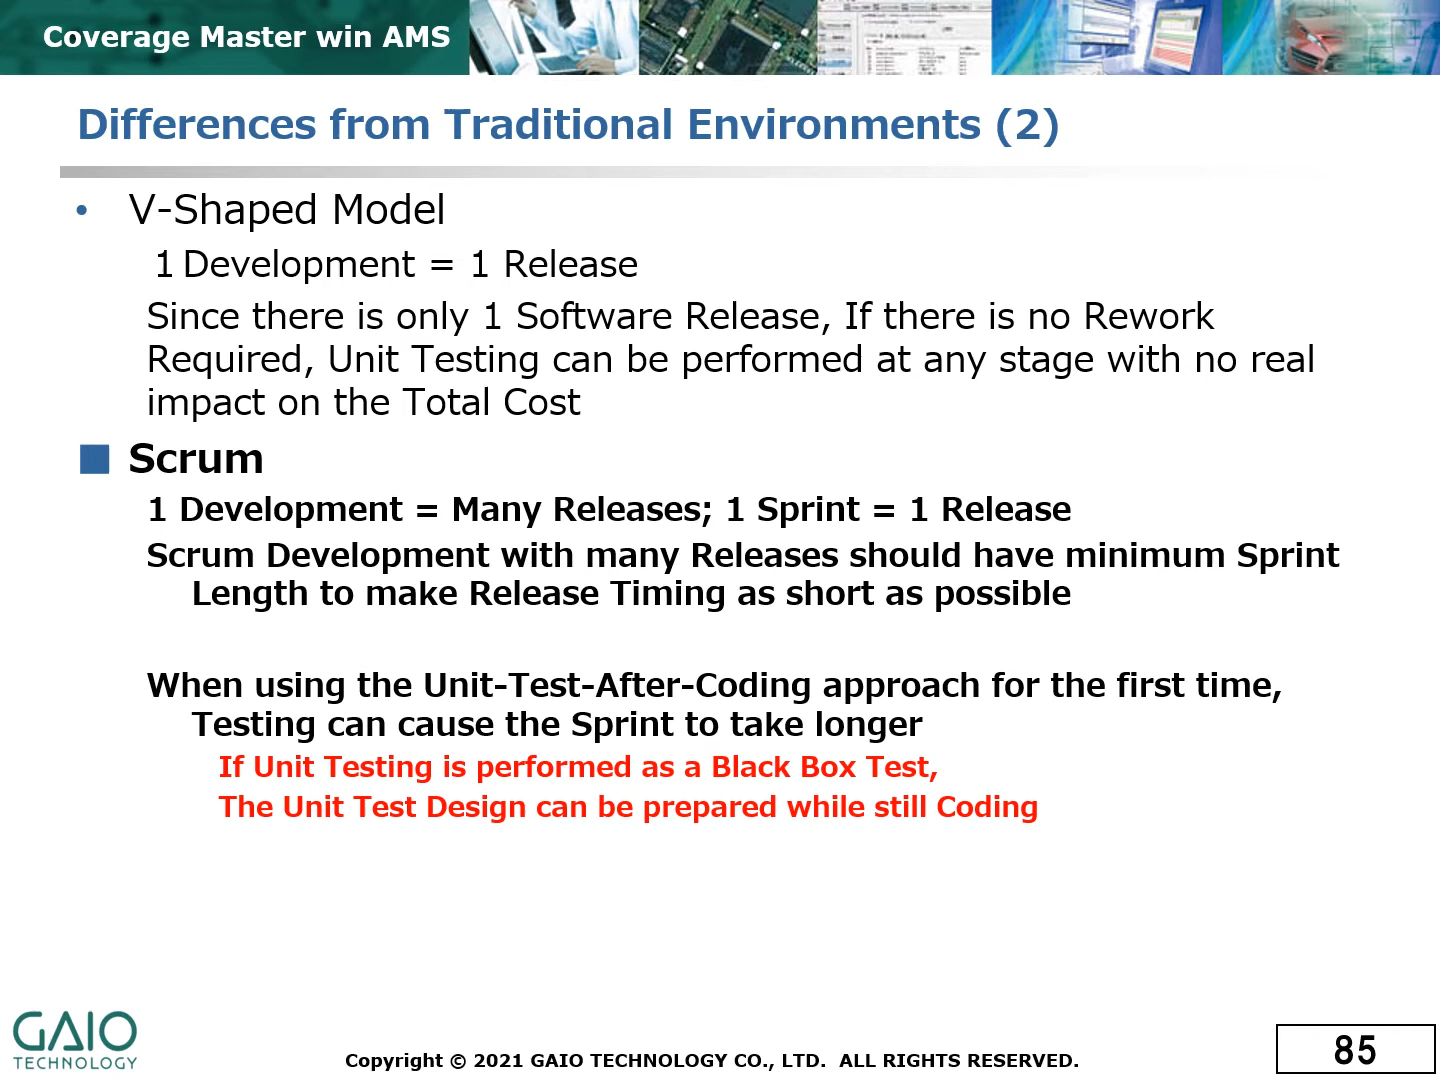 Coverage Master win AMS
Differences from Traditional Environments (2)
• V-Shaped Model
1 Development = 1 Release
Since there is only 1 Software Release, If there is no Rework
Required, Unit Testing can be performed at any stage with no real
impact on the Total Cost
■ Scrum
1 Development = Many Releases; 1 Sprint = 1 Release
Scrum Development with many Releases should have minimum Sprint
Length to make Release Timing as short as possible
When using the Unit-Test-After-Coding approach for the first time,
Testing can cause the Sprint to take longer
If Unit Testing is performed as a Black Box Test,
The Unit Test Design can be prepared while still Coding
GAIO
TECHNOLOGY
Copyright © 2021 GAIO TECHNOLOGY CO., LTD. ALL RIGHTS RESERVED.
85